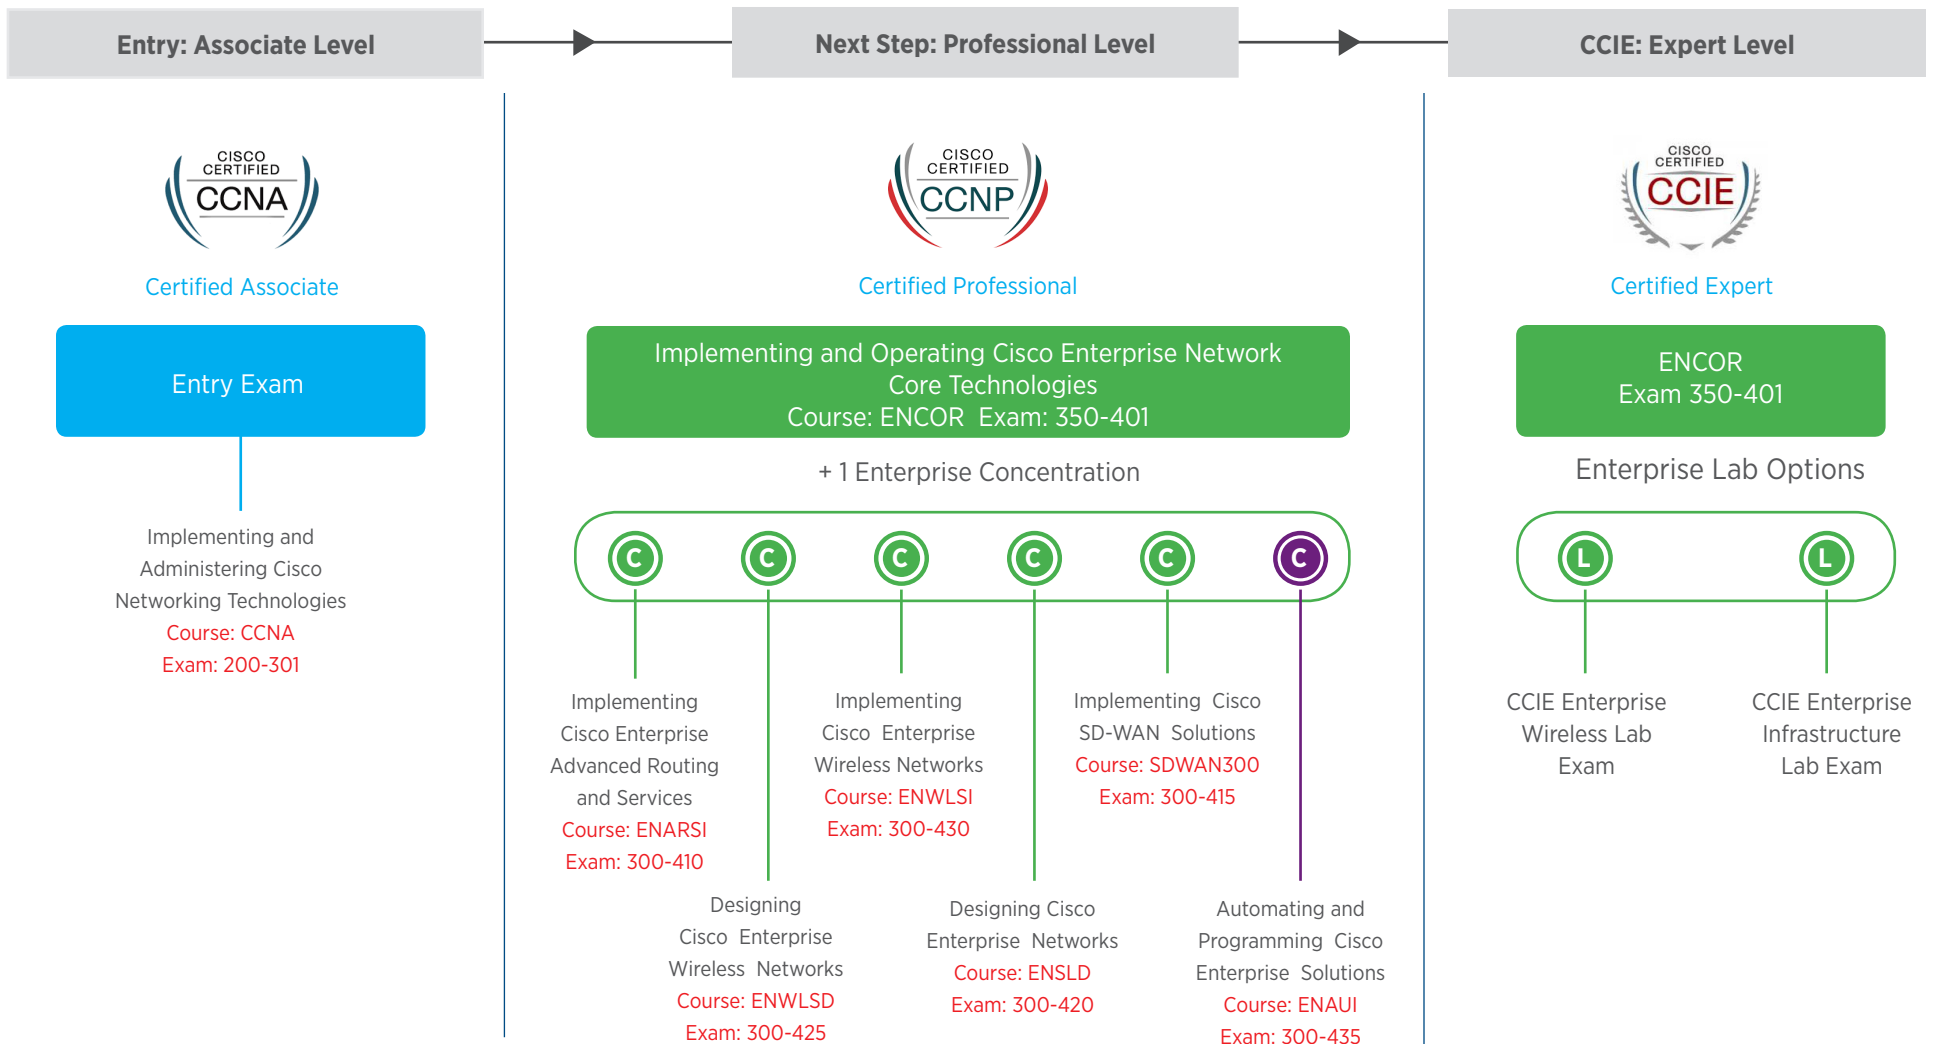 Entry: Associate Level
Next Step: Professional Level
CCIE: Expert Level
CISCO
CERTIFIED
CCNA
Certified Associate
Entry Exam
Implementing and
Administering Cisco
Networking Technologies
Course: CCNA
Exam: 200-301
CISCO
CERTIFIED
CCNP
Certified Professional
Implementing and Operating Cisco Enterprise Network
Core Technologies
Course: ENCOR Exam: 350-401
+ 1 Enterprise Concentration
C C C C C C
Implementing
Cisco Enterprise
Advanced Routing
and Services
Course: ENARSI
Exam: 300-410
Designing
Cisco Enterprise
Wireless Networks
Course: ENWLSD
Exam: 300-425
Implementing
Cisco Enterprise
Wireless Networks
Course: ENWLSI
Exam: 300-430
Designing Cisco
Enterprise Networks
Course: ENSLD
Exam: 300-420
Implementing Cisco
SD-WAN Solutions
Course: SDWAN300
Exam: 300-415
Automating and
Programming Cisco
Enterprise Solutions
Course: ENAUI
Exam: 300-435
CISCO
CERTIFIED
CCIE
Certified Expert
ENCOR
Exam 350-401
Enterprise Lab Options
L L
CCIE Enterprise
Wireless Lab
Exam
CCIE Enterprise
Infrastructure
Lab Exam